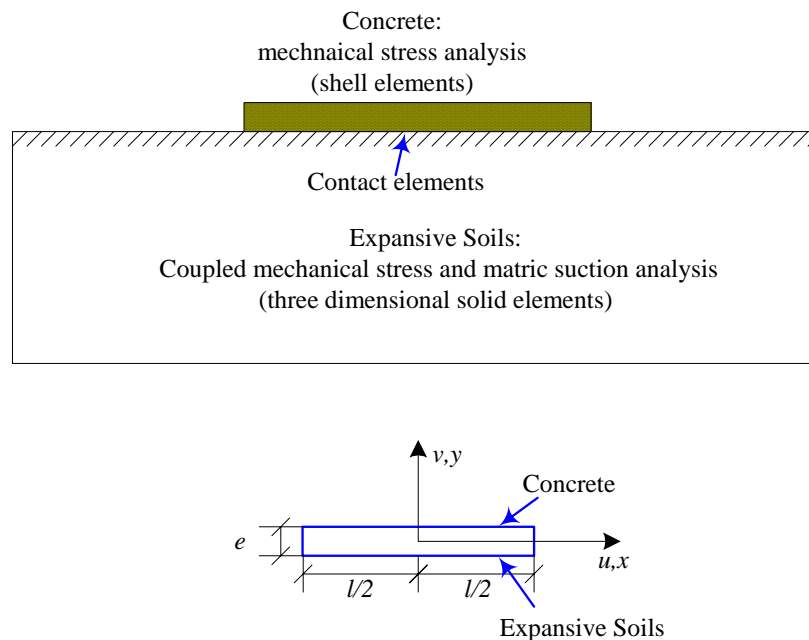 Concrete:
mechnaical stress analysis
(shell elements)
Contact elements
Expansive Soils:
Coupled mechanical stress and matric suction analysis
(three dimensional solid elements)
v,y
Concrete
e
u,x
l/2
l/2
Expansive Soils